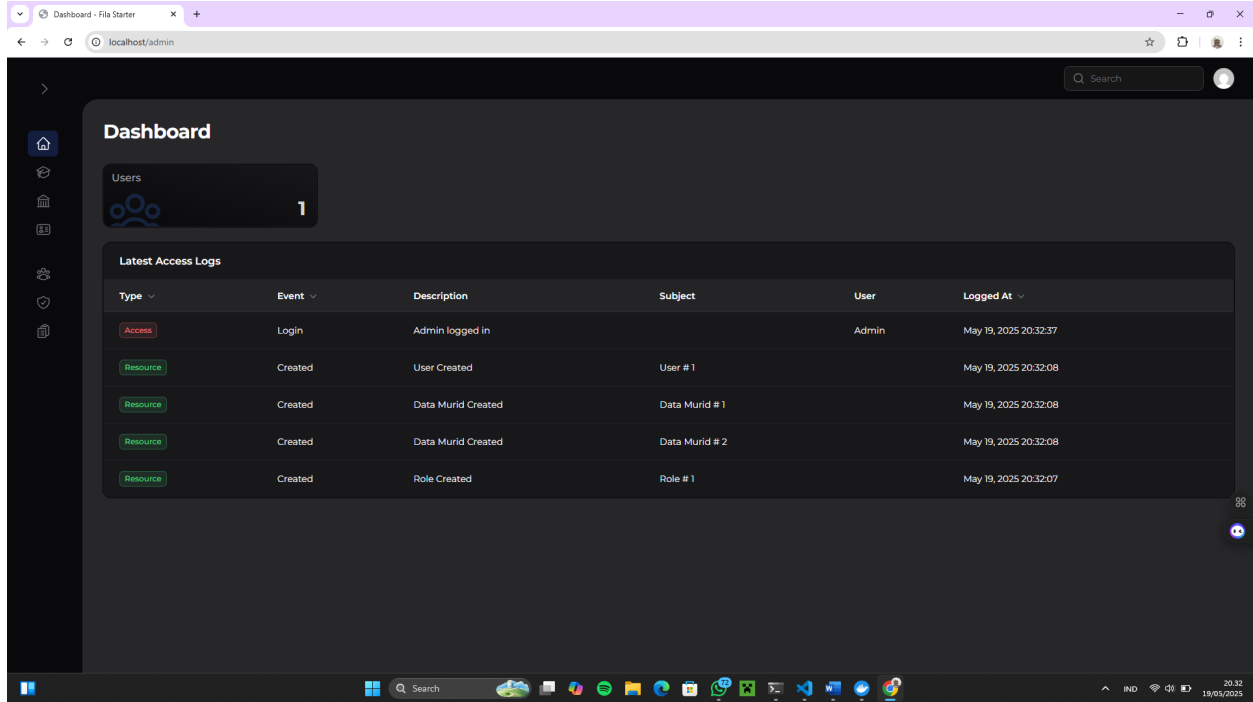 Dashboard - Fila Starter
localhost/admin
Search
Dashboard
Users
1
Latest Access Logs
Type Event Description Subject User Logged At
Access Login Admin logged in Admin May 19, 2025 20:32:37
Resource Created User Created User # 1 May 19, 2025 20:32:08
Resource Created Data Murid Created Data Murid # 1 May 19, 2025 20:32:08
Resource Created Data Murid Created Data Murid # 2 May 19, 2025 20:32:08
Resource Created Role Created Role # 1 May 19, 2025 20:32:07
Search
72
IND
20.32
19/05/2025